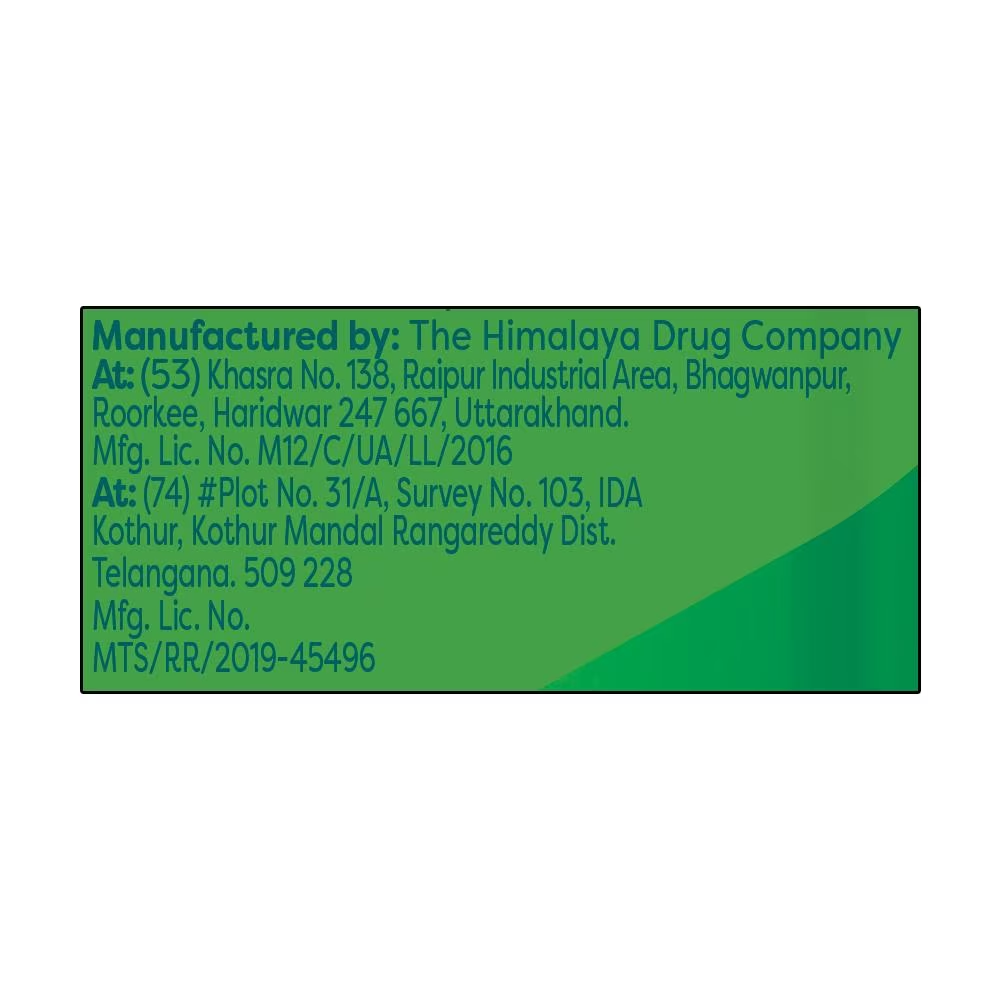 Manufactured by: The Himalaya Drug Company
At: (53) Khasra No. 138, Raipur Industrial Area, Bhagwanpur,
Roorkee, Haridwar 247 667, Uttarakhand.
Mfg. Lic. No. M12/C/UA/LL/2016
At: (74) #Plot No. 31/A, Survey No. 103, IDA
Kothur, Kothur Mandal Rangareddy Dist.
Telangana. 509 228
Mfg. Lic. No.
MTS/RR/2019-45496